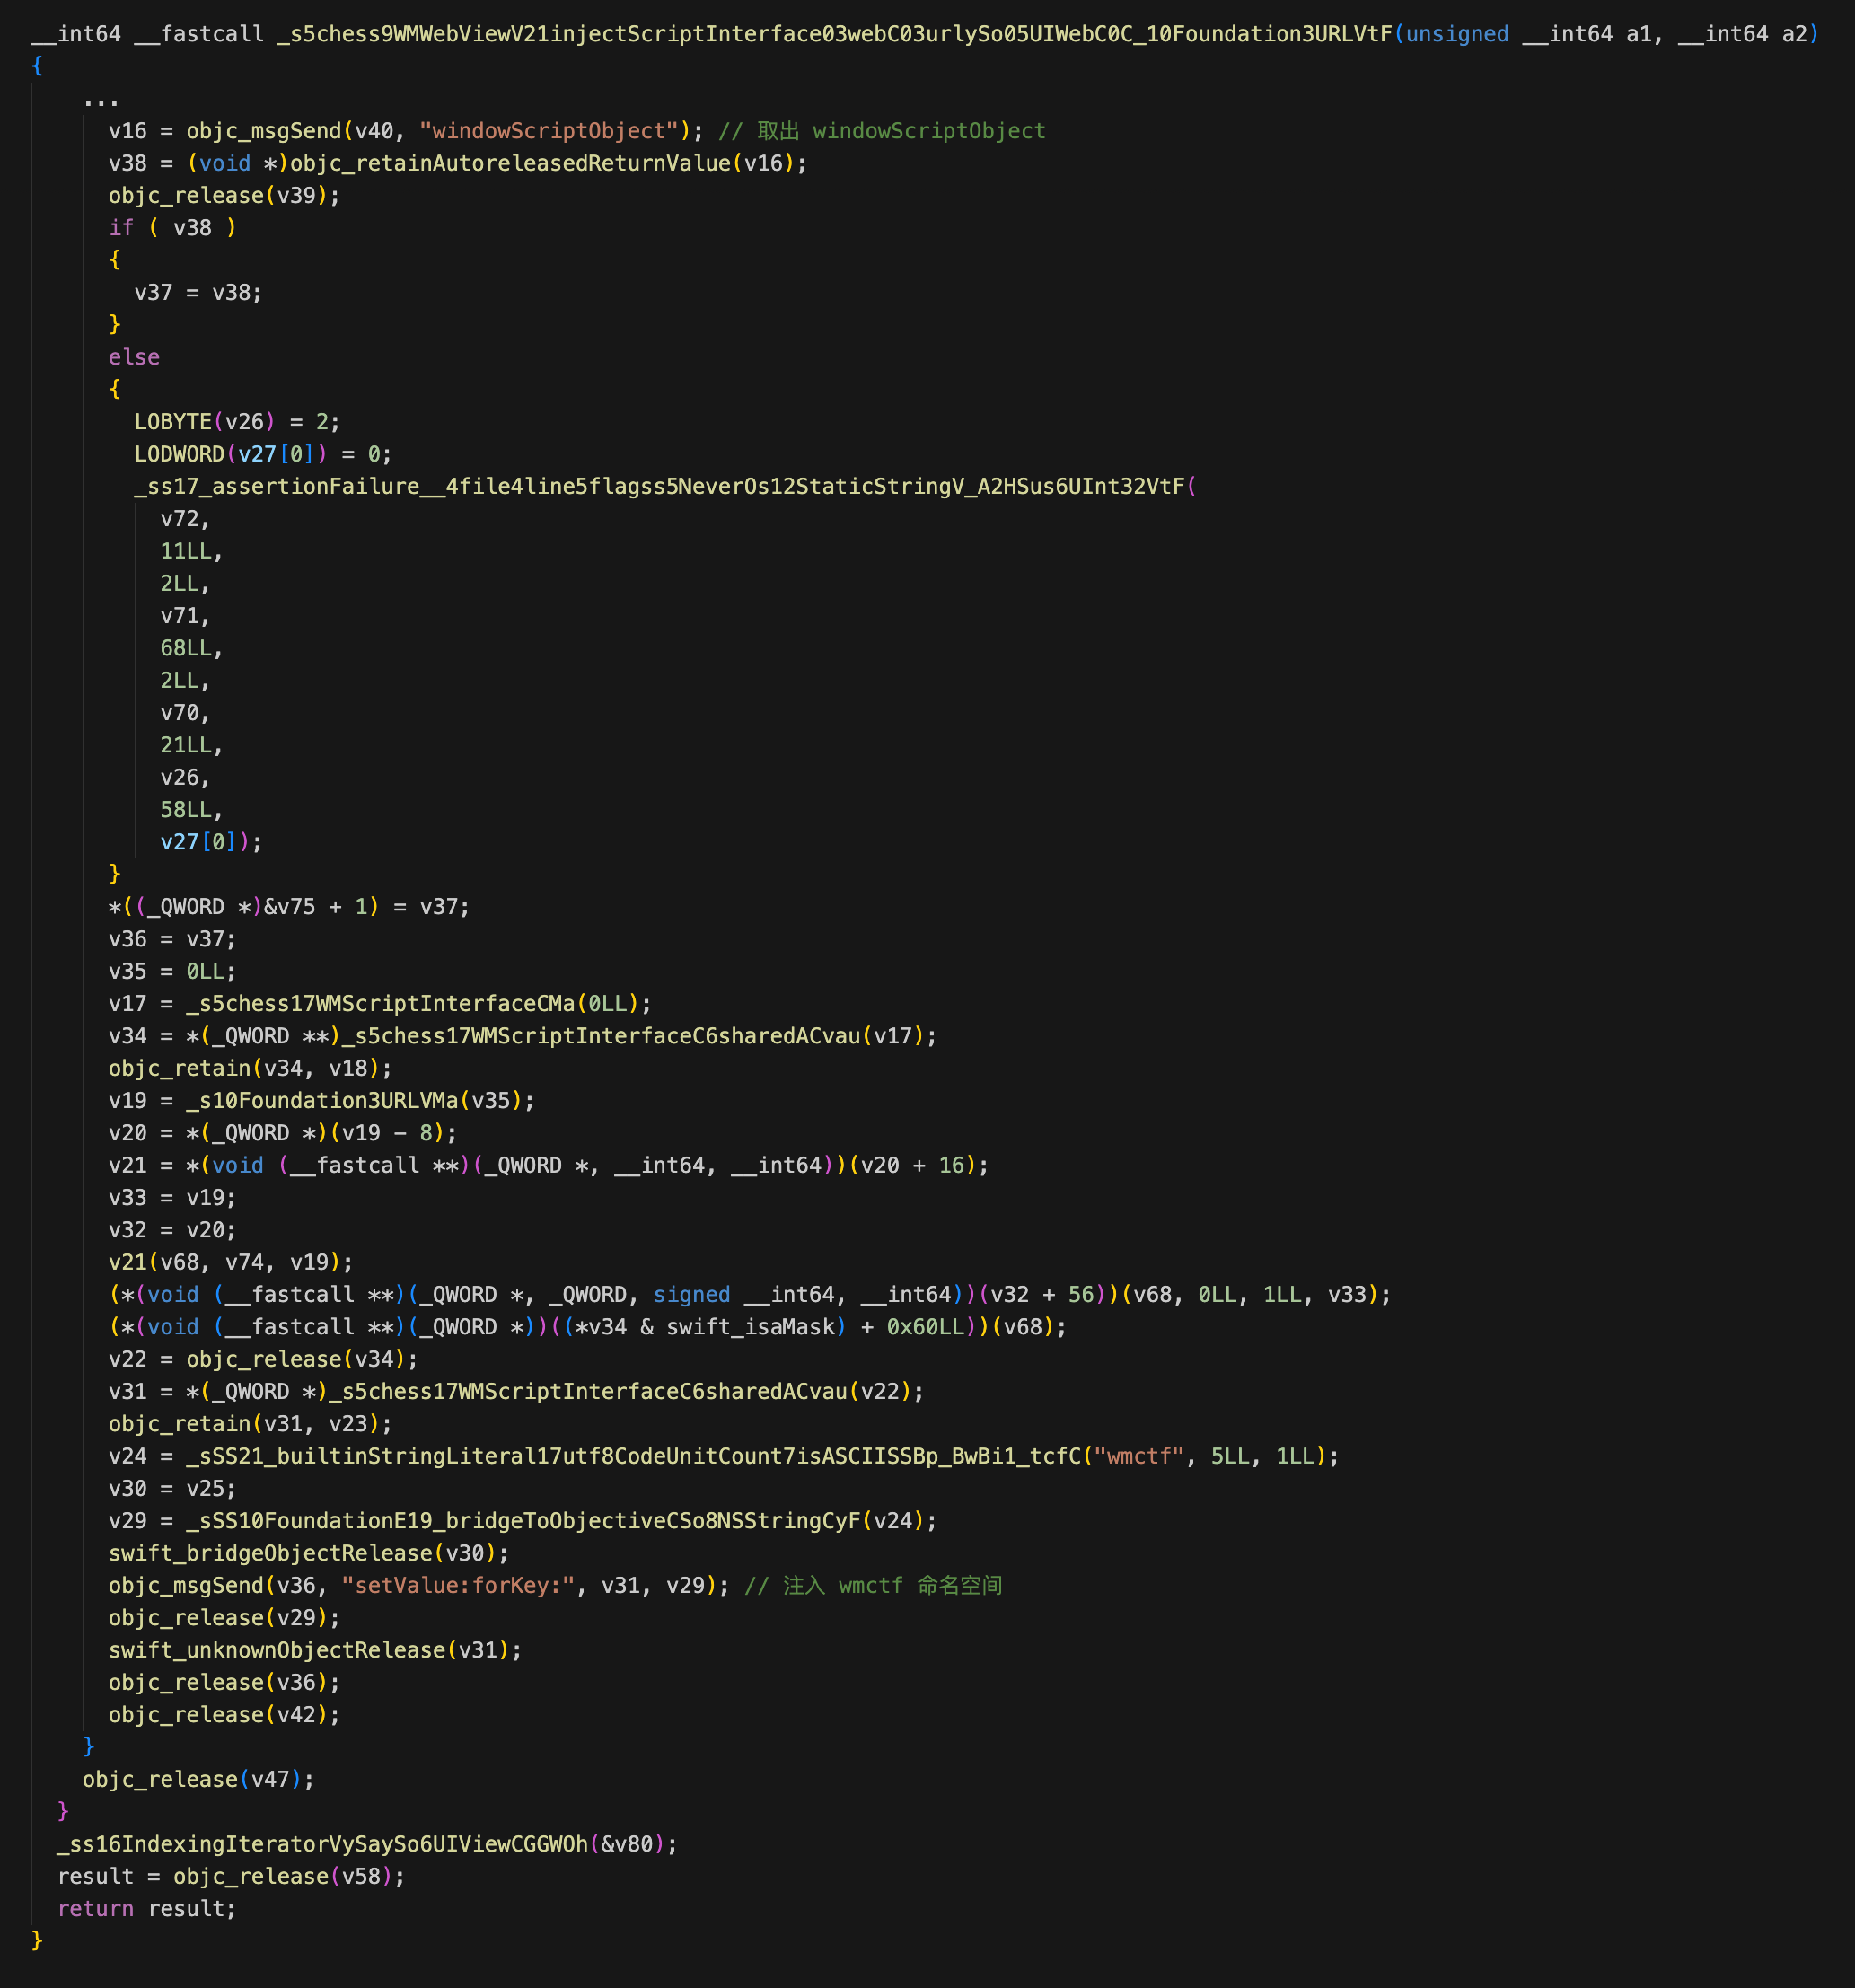 __int64 __fastcall _s5chess9WMWebViewV21injectScriptInterface03webC03urlySo05UIWebC0C_10Foundation3URLVtF(unsigned __int64 a1, __int64 a2)
{
    ...
      v16 = objc_msgSend(v40, "windowScriptObject"); // 取出 windowScriptObject
      v38 = (void *)objc_retainAutoreleasedReturnValue(v16);
      objc_release(v39);
      if ( v38 )
      {
        v37 = v38;
      }
      else
      {
        LOBYTE(v26) = 2;
        LODWORD(v27[0]) = 0;
        _ss17_assertionFailure__4file4line5flagss5NeverOs12StaticStringV_A2HSus6UInt32VtF(
          v72,
          11LL,
          2LL,
          v71,
          68LL,
          2LL,
          v70,
          21LL,
          v26,
          58LL,
          v27[0]);
      }
      *((_QWORD *)&v75 + 1) = v37;
      v36 = v37;
      v35 = 0LL;
      v17 = _s5chess17WMScriptInterfaceCMa(0LL);
      v34 = *(_QWORD **)_s5chess17WMScriptInterfaceC6sharedACvau(v17);
      objc_retain(v34, v18);
      v19 = _s10Foundation3URLVMa(v35);
      v20 = *(_QWORD *)(v19 - 8);
      v21 = *(void (__fastcall **)(_QWORD *, __int64, __int64))(v20 + 16);
      v33 = v19;
      v32 = v20;
      v21(v68, v74, v19);
      (*(void (__fastcall **)(_QWORD *, _QWORD, signed __int64, __int64))(v32 + 56))(v68, 0LL, 1LL, v33);
      (*(void (__fastcall **)(_QWORD *))((*v34 & swift_isaMask) + 0x60LL))(v68);
      v22 = objc_release(v34);
      v31 = *(_QWORD *)_s5chess17WMScriptInterfaceC6sharedACvau(v22);
      objc_retain(v31, v23);
      v24 = _sSS21_builtinStringLiteral17utf8CodeUnitCount7isASCIISSBp_BwBi1_tcfC("wmctf", 5LL, 1LL);
      v30 = v25;
      v29 = _sSS10FoundationE19_bridgeToObjectiveCSo8NSStringCyF(v24);
      swift_bridgeObjectRelease(v30);
      objc_msgSend(v36, "setValue:forKey:", v31, v29); // 注入 wmctf 命名空间
      objc_release(v29);
      swift_unknownObjectRelease(v31);
      objc_release(v36);
      objc_release(v42);
    }
    objc_release(v47);
  }
  _ss16IndexingIteratorVySaySo6UIViewCGGWOh(&v80);
  result = objc_release(v58);
  return result;
}